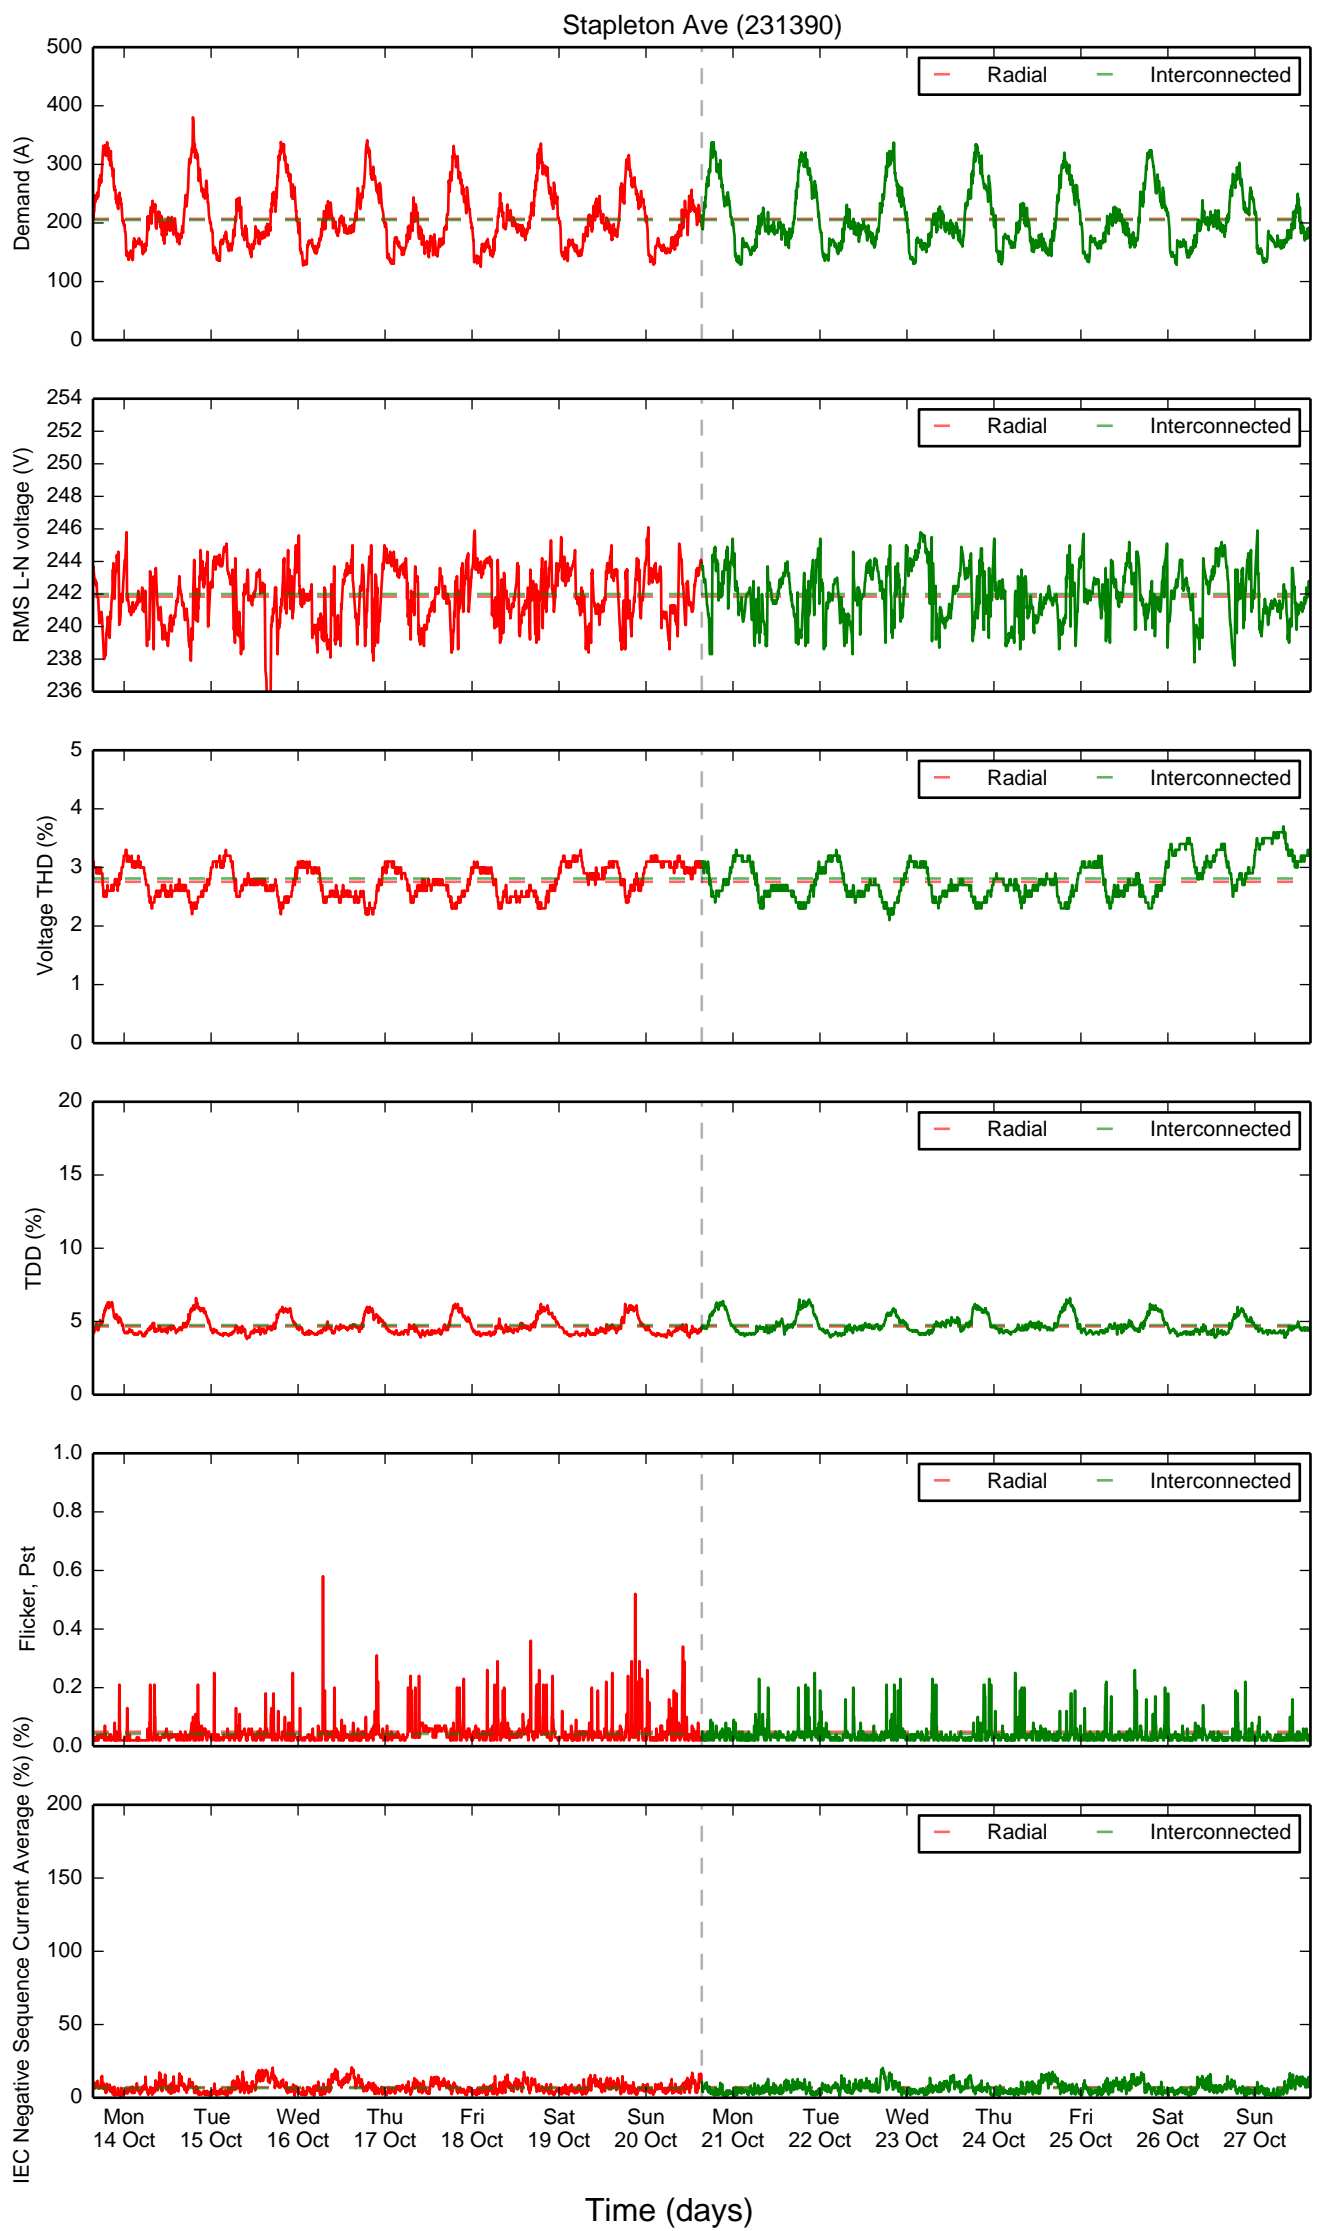 Stapleton Ave (231390)
500
400
300
200
100
0
Demand (A)
Radial Interconnected
254
252
250
248
246
244
242
240
238
236
RMS L-N voltage (V)
Radial Interconnected
5
4
3
2
1
0
Voltage THD (%)
Radial Interconnected
20
15
10
5
0
TDD (%)
Radial Interconnected
1.0
0.8
0.6
0.4
0.2
0.0
Flicker, Pst
Radial Interconnected
200
150
100
50
0
IEC Negative Sequence Current Average (%) (%)
Radial Interconnected
Mon Tue Wed Thu Fri Sat Sun Mon Tue Wed Thu Fri Sat Sun
14 Oct 15 Oct 16 Oct 17 Oct 18 Oct 19 Oct 20 Oct 21 Oct 22 Oct 23 Oct 24 Oct 25 Oct 26 Oct 27 Oct
Time (days)